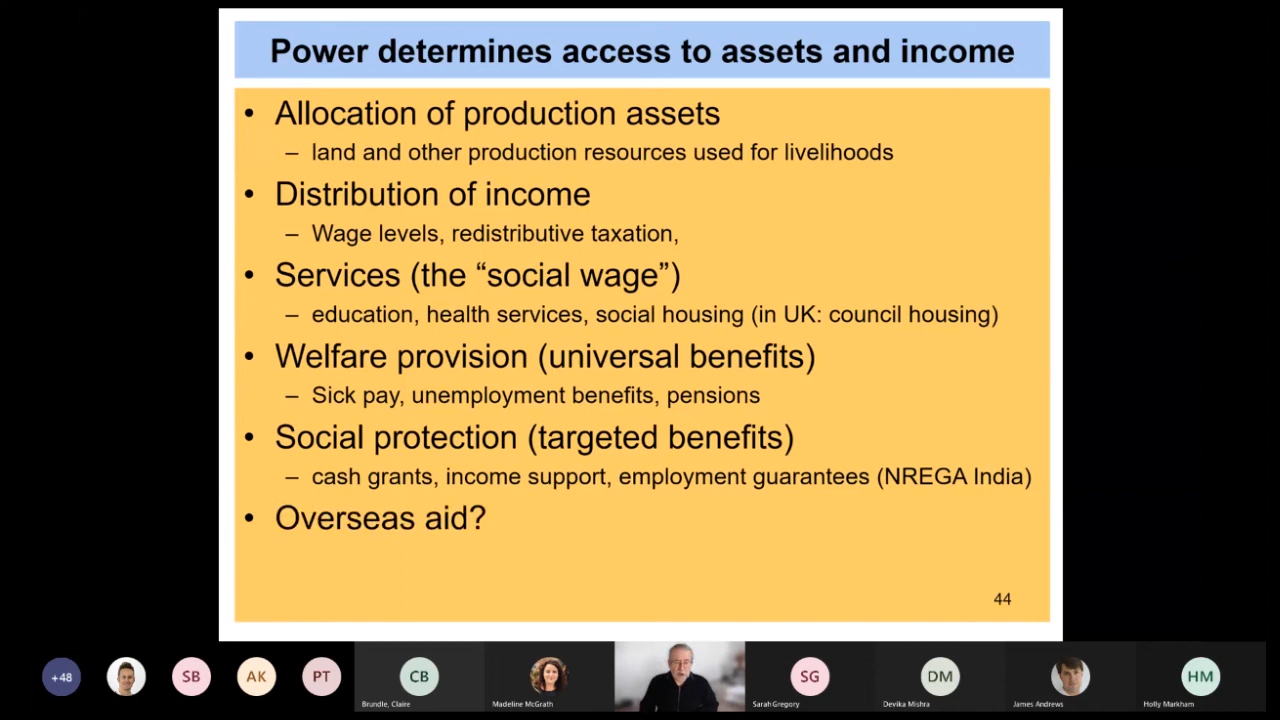 Power determines access to assets and income
• Allocation of production assets
– land and other production resources used for livelihoods
• Distribution of income
– Wage levels, redistributive taxation,
• Services (the “social wage”)
– education, health services, social housing (in UK: council housing)
• Welfare provision (universal benefits)
– Sick pay, unemployment benefits, pensions
• Social protection (targeted benefits)
– cash grants, income support, employment guarantees (NREGA India)
• Overseas aid?
44
+48
SB
AK
PT
CB
SG
DM
HM
Brundle, Claire
Madeline McGrath
Sarah Gregory
Devika Mishra
James Andrews
Holly Markham